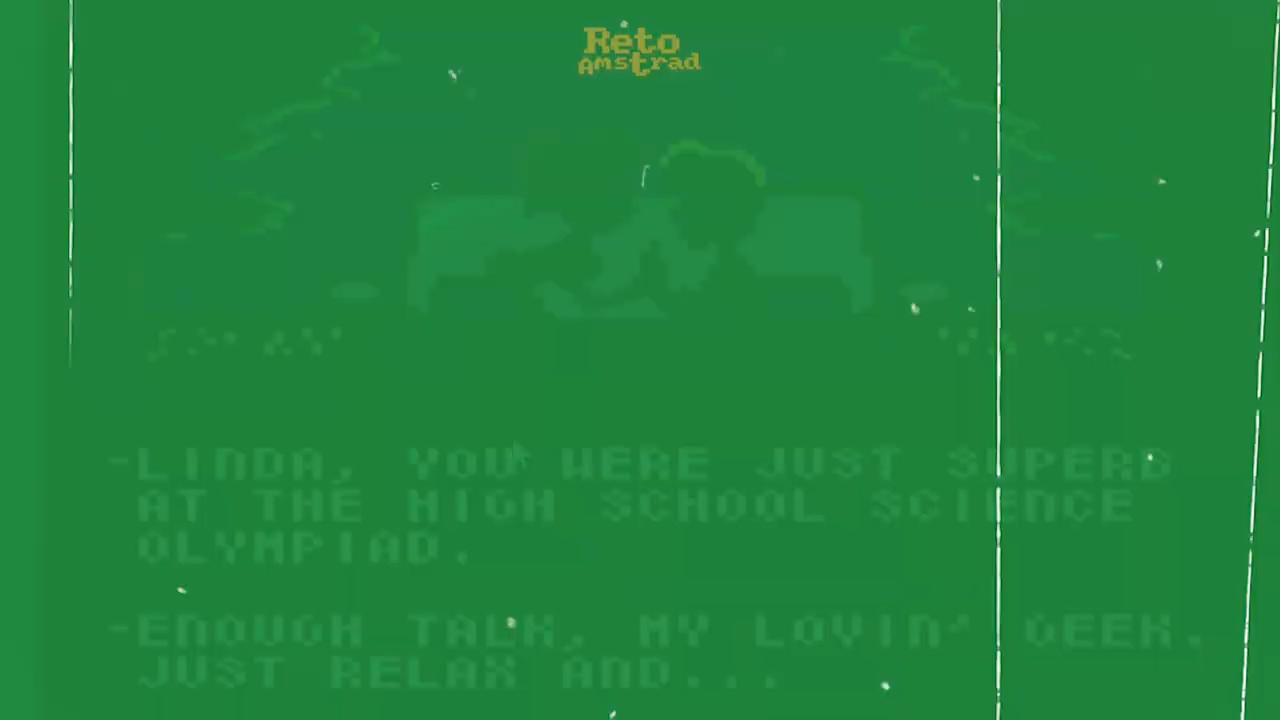 Reto
Amstrad
-LINDA, YOU WERE JUST SUPERB
AT THE HIGH SCHOOL SCIENCE
OLYMPIAD.
-ENOUGH TALK, MY LOVIN' GEEK.
JUST RELAX AND...